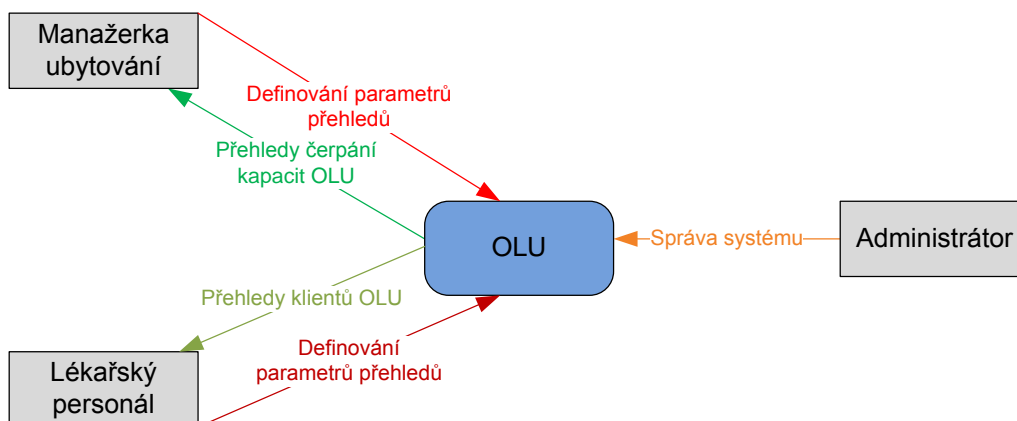 Manažerka
ubytování
Definování parametrů
přehledů
Přehledy čerpání
kapacit OLU
OLU
Správa systému
Administrátor
Přehledy klientů OLU
Definování
parametrů přehledů
Lékařský
personál